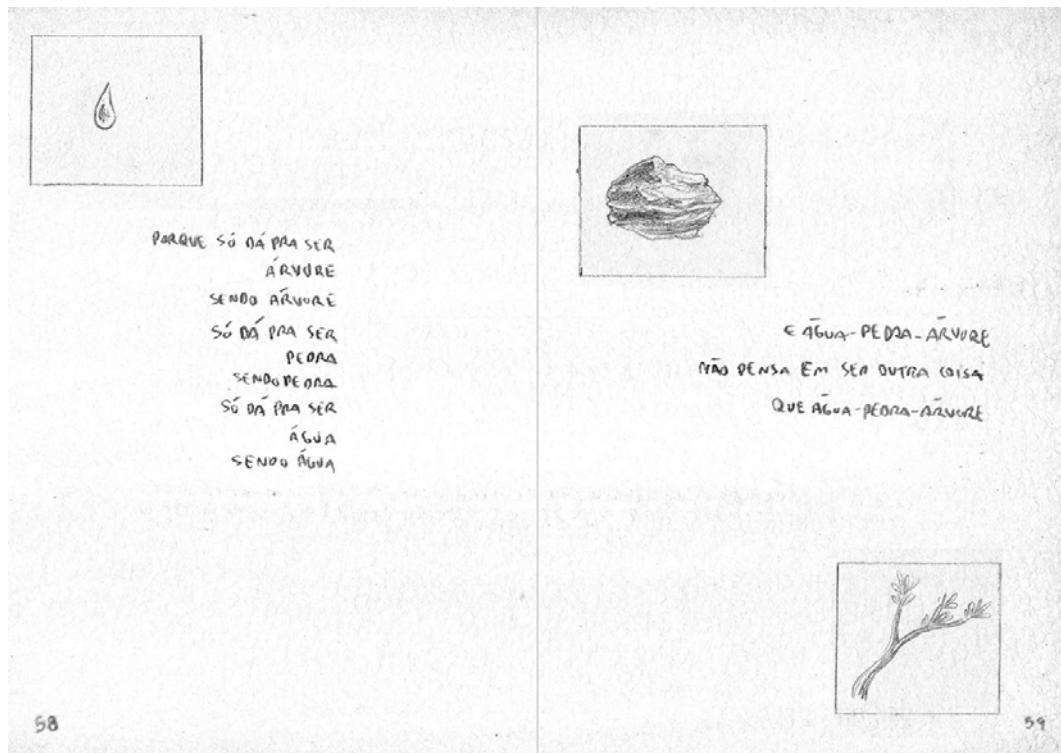 PORQUE SÓ DÁ PRA SER
ÁRVORE
SENDO ÁRVORE
SÓ DÁ PRA SER
PEDRA
SENDO PEDRA
SÓ DÁ PRA SER
ÁGUA
SENDO ÁGUA
58
E ÁGUA-PEDRA-ÁRVORE
NÃO PENSA EM SER OUTRA COISA
QUE ÁGUA-PEDRA-ÁRVORE
59